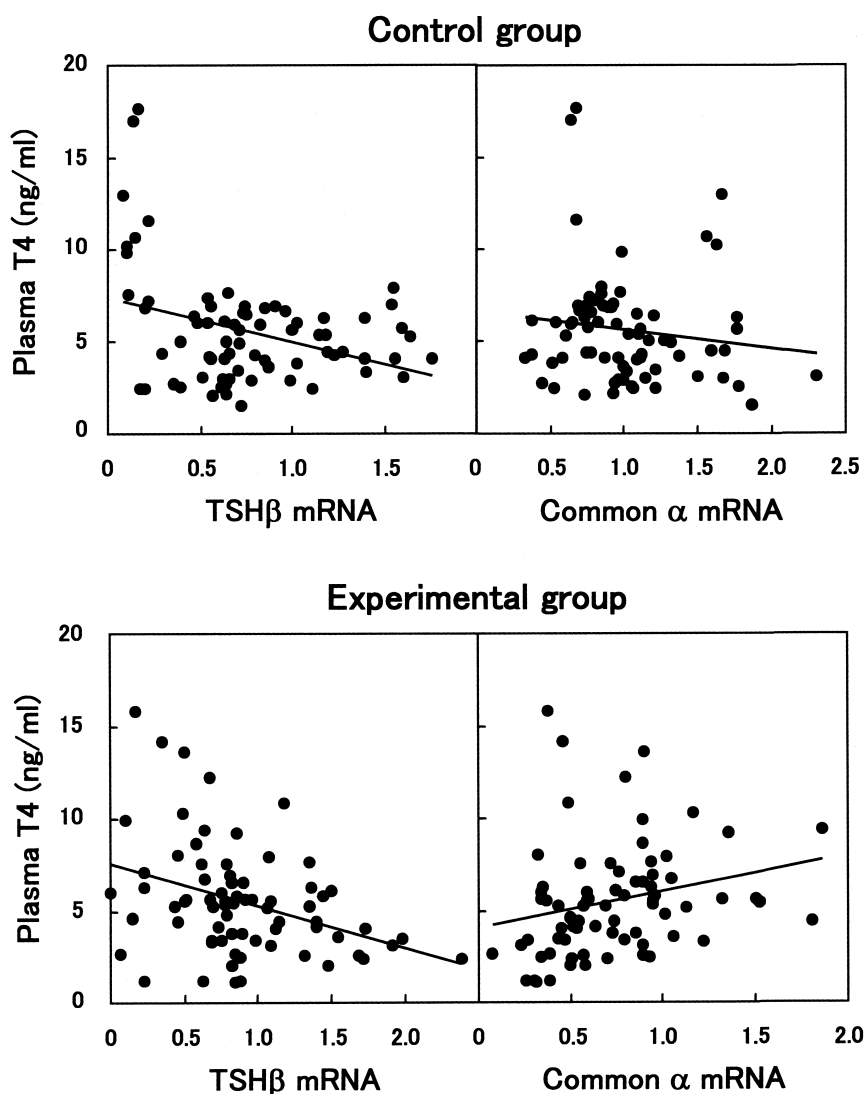 Control group
20
15
10
5
0
Plasma T4 (ng/ml)
0 0.5 1.0 1.5 0 0.5 1.0 1.5 2.0 2.5
TSHβ mRNA Common α mRNA
Experimental group
20
15
10
5
0
Plasma T4 (ng/ml)
0 0.5 1.0 1.5 2.0 0 0.5 1.0 1.5 2.0
TSHβ mRNA Common α mRNA